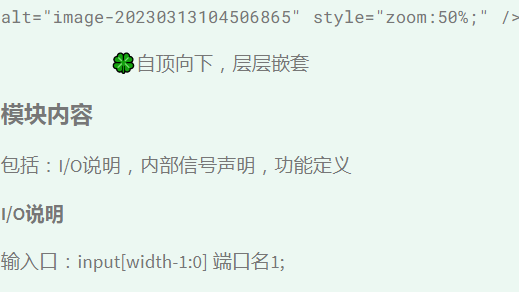 alt="image-20230313104506865" style="zoom:50%;" />
🍀自顶向下，层层嵌套
模块内容
包括：I/O说明，内部信号声明，功能定义
I/O说明
输入口：input[width-1:0] 端口名1;